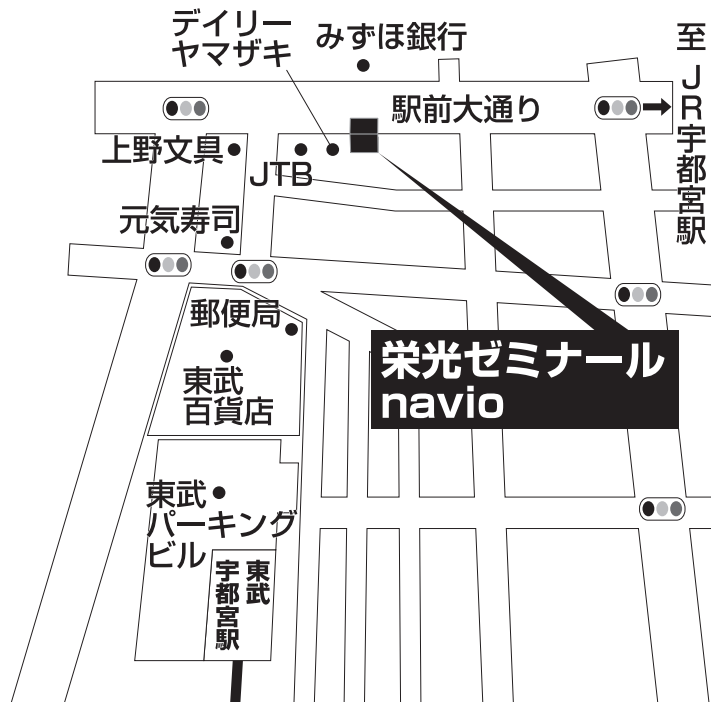 デイリー
ヤマザキ
みずほ銀行
至JR宇都宮駅
駅前大通り
上野文具
JTB
元気寿司
郵便局
東武
百貨店
栄光ゼミナール
navio
東武
パーキング
ビル
東武
宇都宮駅